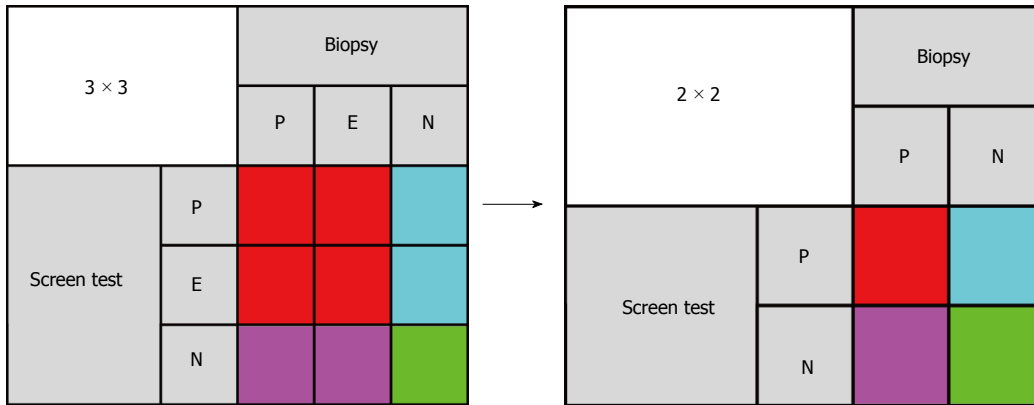 3 × 3
Biopsy
P E N
Screen test
P
E
N
2 × 2
Biopsy
P N
Screen test
P
N